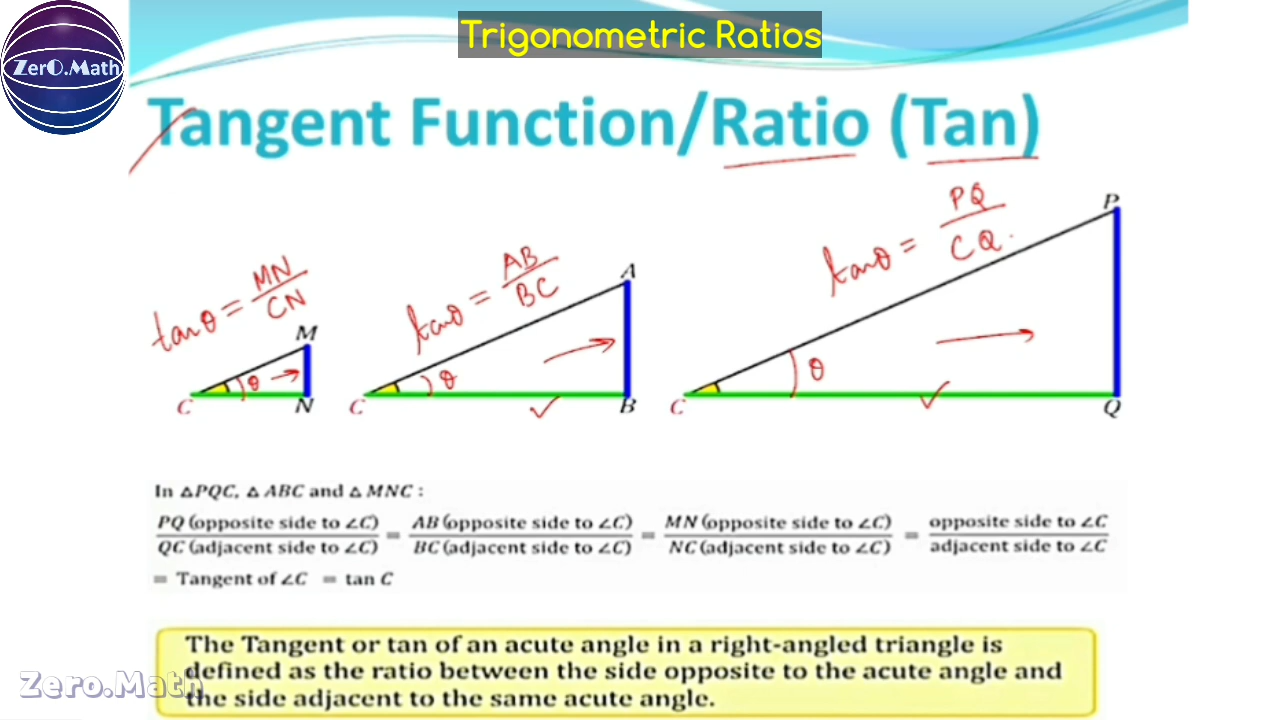 Trigonometric Ratios
ZerO.Math
Tangent Function/Ratio (Tan)
tanθ = MN/CN
tanθ = AB/BC
tanθ = PQ/CQ
M
C
θ
N
A
C
θ
B
P
C
θ
Q
In △PQC, △ ABC and △ MNC :
PQ (opposite side to ∠C)/QC (adjacent side to ∠C) = AB (opposite side to ∠C)/BC (adjacent side to ∠C) = MN (opposite side to ∠C)/NC (adjacent side to ∠C) = opposite side to ∠C/adjacent side to ∠C
= Tangent of ∠C = tan C
The Tangent or tan of an acute angle in a right-angled triangle is
defined as the ratio between the side opposite to the acute angle and
the side adjacent to the same acute angle.
Zero.Math